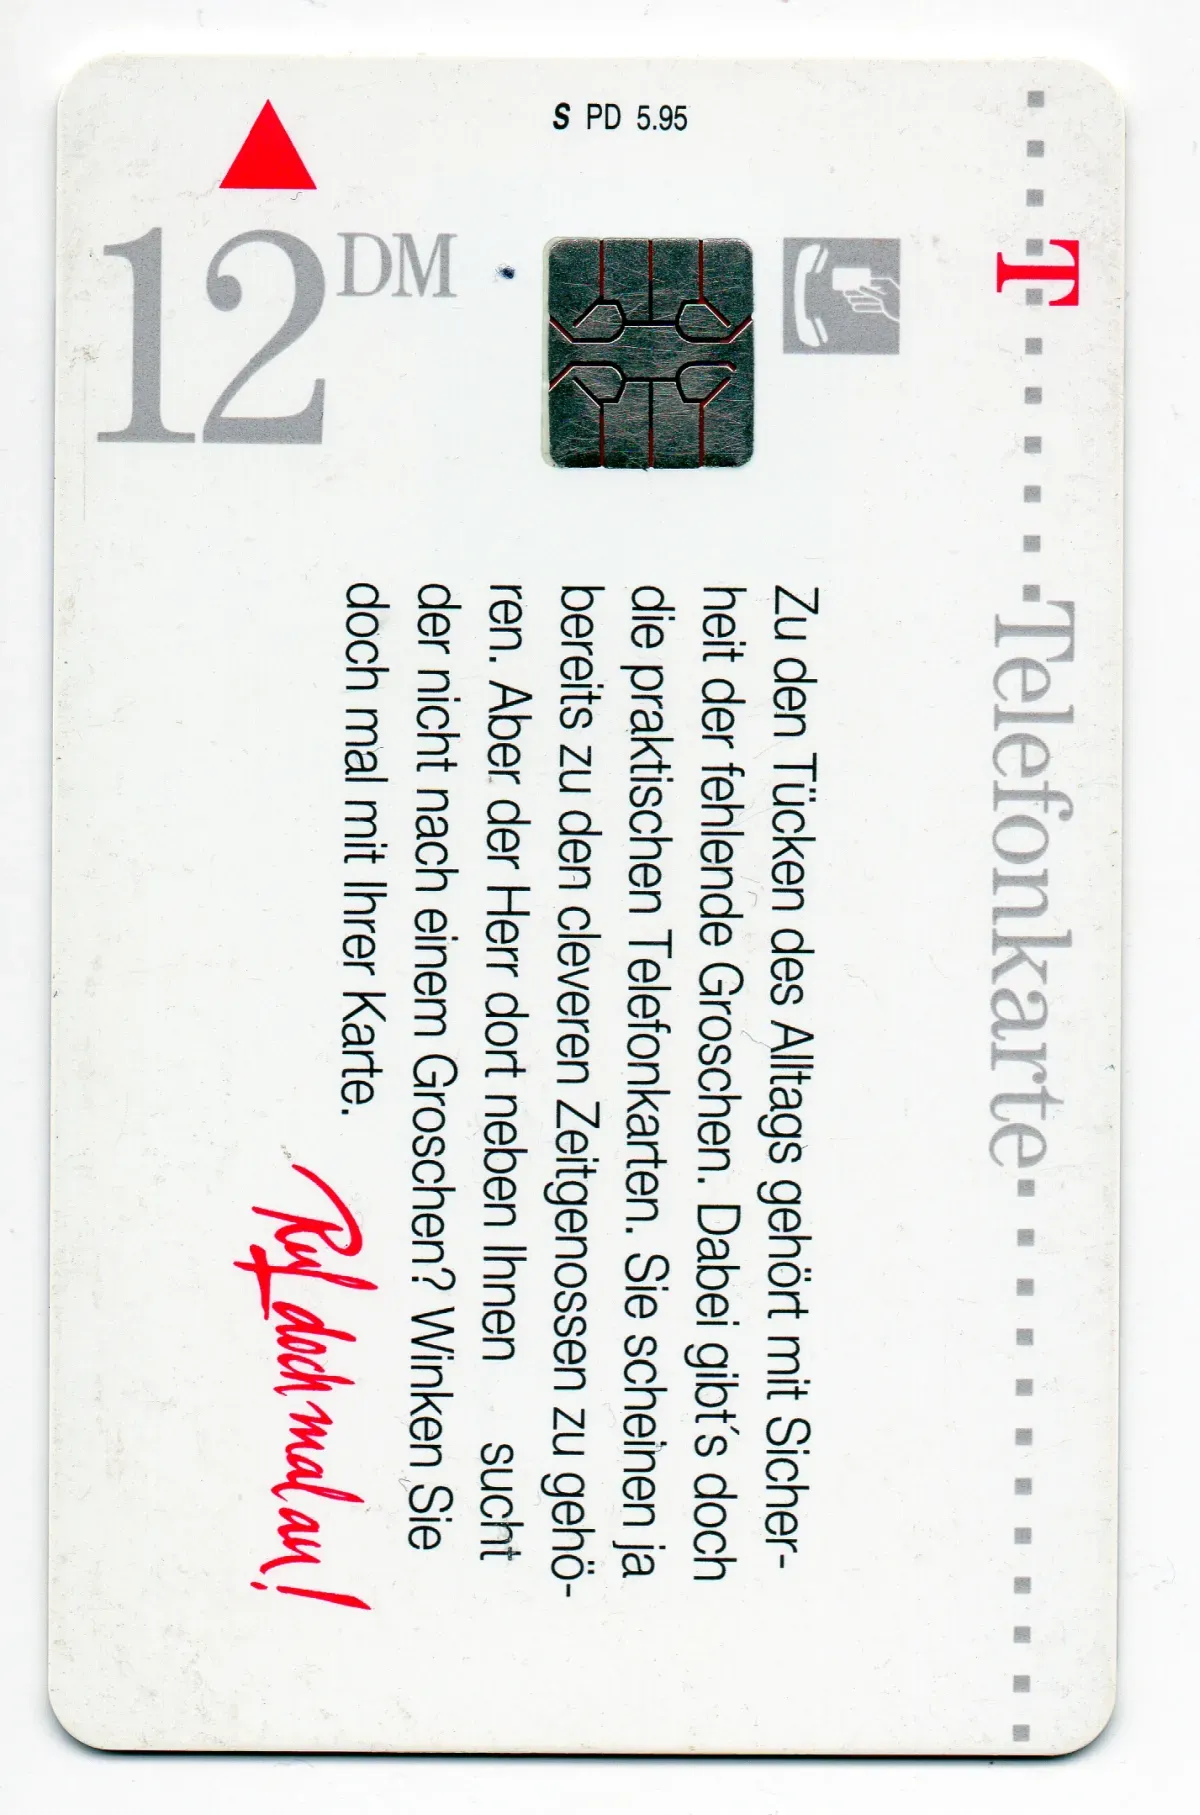 S PD 5.95
12 DM
T
Telefonkarte
Zu den Tücken des Alltags gehört mit Sicher-
heit der fehlende Groschen. Dabei gibt´s doch
die praktischen Telefonkarten. Sie scheinen ja
bereits zu den cleveren Zeitgenossen zu gehö-
ren. Aber der Herr dort neben Ihnen sucht
der nicht nach einem Groschen? Winken Sie
doch mal mit Ihrer Karte.
Ruf doch mal an!